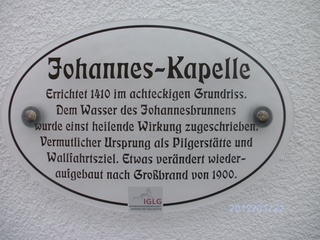 Johannes-Kapelle
Errichtet 1410 im achteckigen Grundriss.
Dem Wasser des Johannesbrunnens
wurde einst heilende Wirkung zugeschrieben.
Vermutlicher Ursprung als Pilgerstätte und
Wallfahrtsziel. Etwas verändert wieder-
aufgebaut nach Großbrand von 1900.
IGLG